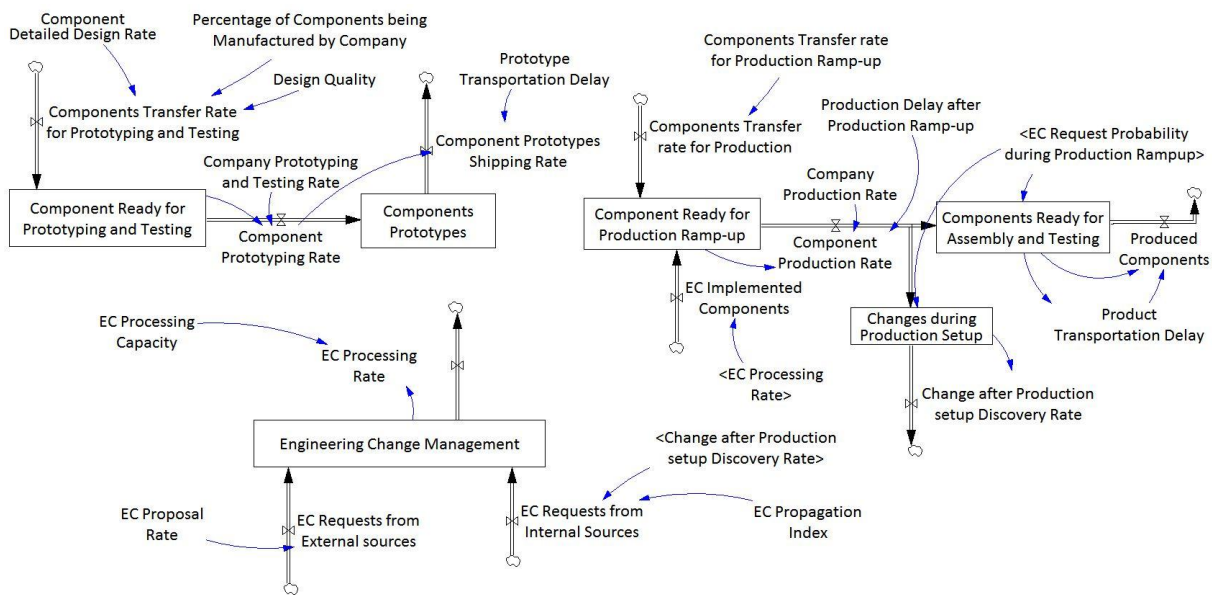 Component
Detailed Design Rate
Percentage of Components being
Manufactured by Company
Design Quality
Components Transfer Rate
for Prototyping and Testing
Prototype
Transportation Delay
Component Prototypes
Shipping Rate
Company Prototyping
and Testing Rate
Component Ready for
Prototyping and Testing
Component
Prototyping Rate
Components
Prototypes
Components Transfer rate
for Production Ramp-up
Components Transfer
rate for Production
Production Delay after
Production Ramp-up
<EC Request Probability
during Production Rampup>
Company
Production Rate
Component Ready for
Production Ramp-up
Component
Production Rate
Components Ready for
Assembly and Testing
Produced
Components
EC Implemented
Components
<EC Processing
Rate>
Changes during
Production Setup
Product
Transportation Delay
Change after Production
setup Discovery Rate
EC Processing
Capacity
EC Processing
Rate
Engineering Change Management
<Change after Production
setup Discovery Rate>
EC Proposal
Rate
EC Requests from
External sources
EC Requests from
Internal Sources
EC Propagation
Index